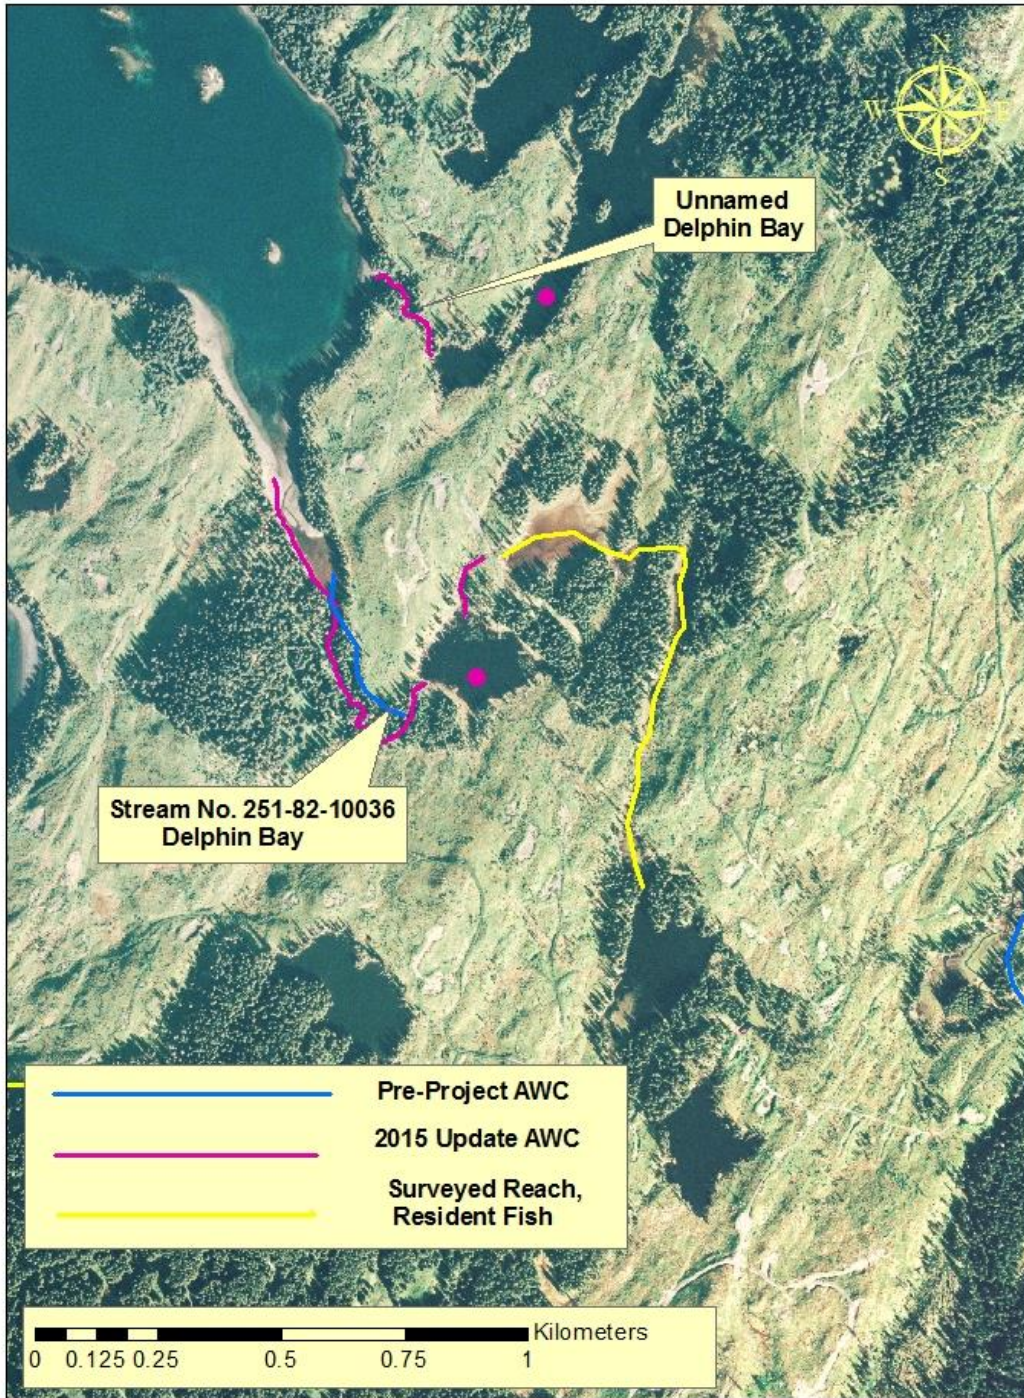 N
W E
S
Unnamed
Delphin Bay
Stream No. 251-82-10036
Delphin Bay
Pre-Project AWC
2015 Update AWC
Surveyed Reach,
Resident Fish
Kilometers
0 0.125 0.25 0.5 0.75 1